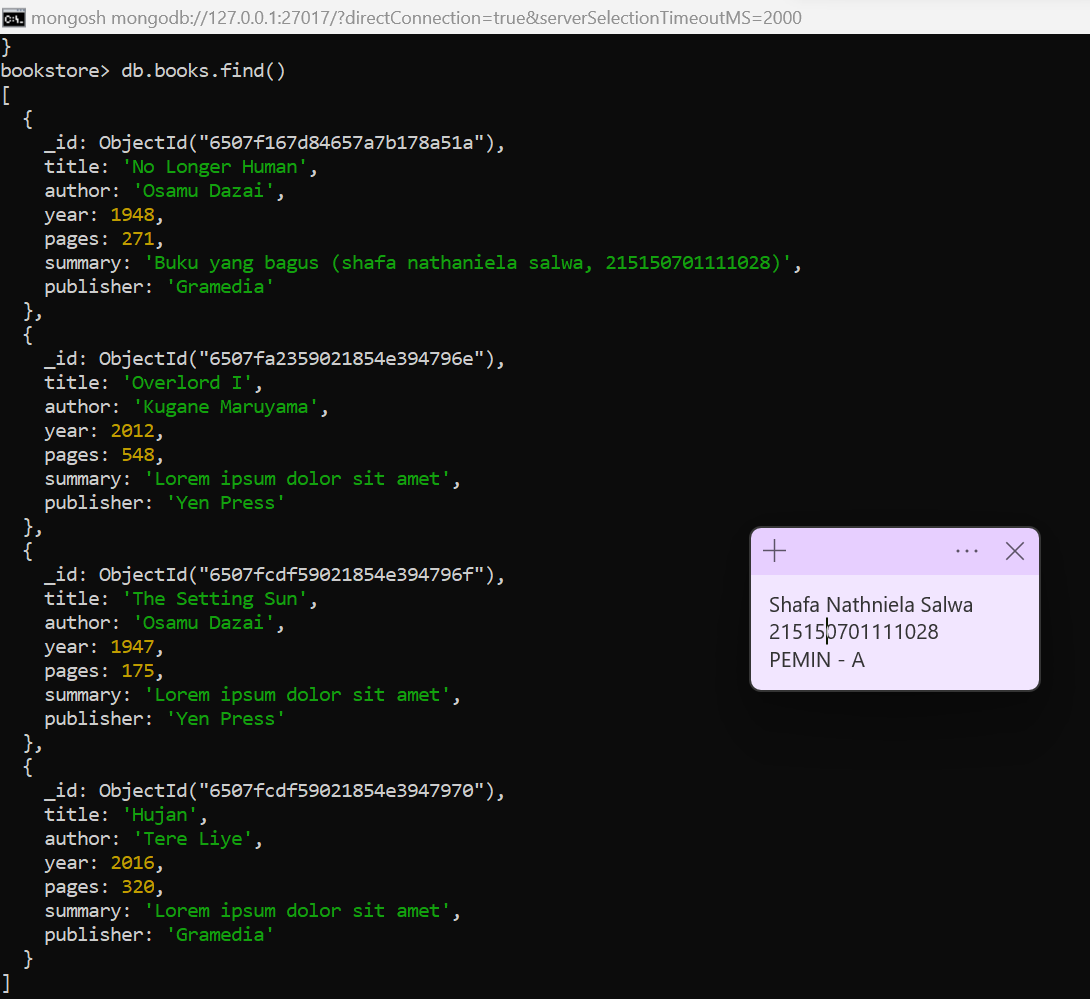 mongosh mongodb://127.0.0.1:27017/?directConnection=true&serverSelectionTimeoutMS=2000
}
bookstore> db.books.find()
[
  {
    _id: ObjectId("6507f167d84657a7b178a51a"),
    title: 'No Longer Human',
    author: 'Osamu Dazai',
    year: 1948,
    pages: 271,
    summary: 'Buku yang bagus (shafa nathaniela salwa, 215150701111028)',
    publisher: 'Gramedia'
  },
  {
    _id: ObjectId("6507fa2359021854e394796e"),
    title: 'Overlord I',
    author: 'Kugane Maruyama',
    year: 2012,
    pages: 548,
    summary: 'Lorem ipsum dolor sit amet',
    publisher: 'Yen Press'
  },
  {
    _id: ObjectId("6507fcdf59021854e394796f"),
    title: 'The Setting Sun',
    author: 'Osamu Dazai',
    year: 1947,
    pages: 175,
    summary: 'Lorem ipsum dolor sit amet',
    publisher: 'Yen Press'
  },
  {
    _id: ObjectId("6507fcdf59021854e3947970"),
    title: 'Hujan',
    author: 'Tere Liye',
    year: 2016,
    pages: 320,
    summary: 'Lorem ipsum dolor sit amet',
    publisher: 'Gramedia'
  }
]
Shafa Nathniela Salwa
215150701111028
PEMIN - A